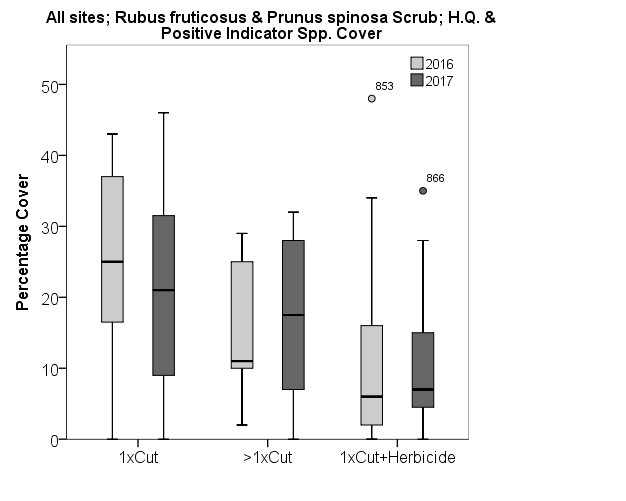 All sites; Rubus fruticosus & Prunus spinosa Scrub; H.Q. &
Positive Indicator Spp. Cover
2016
2017
853
866
Percentage Cover
50
40
30
20
10
0
1xCut
>1xCut
1xCut+Herbicide